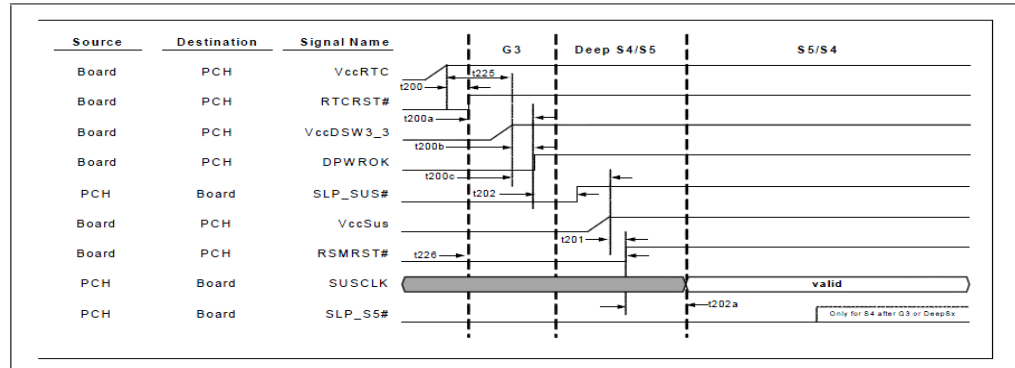 Source Destination Signal Name G3 Deep S4/S5 S5/S4
Board PCH VccRTC t225
t200
Board PCH RTCRST#
t200a
Board PCH VccDSW3_3
t200b
Board PCH DPWROK
t200c
PCH Board SLP_SUS# t202
Board PCH VccSus
t201
Board PCH RSMRST# t226
PCH Board SUSCLK valid
t202a
PCH Board SLP_S5# Only for S4 after G3 or DeepSx